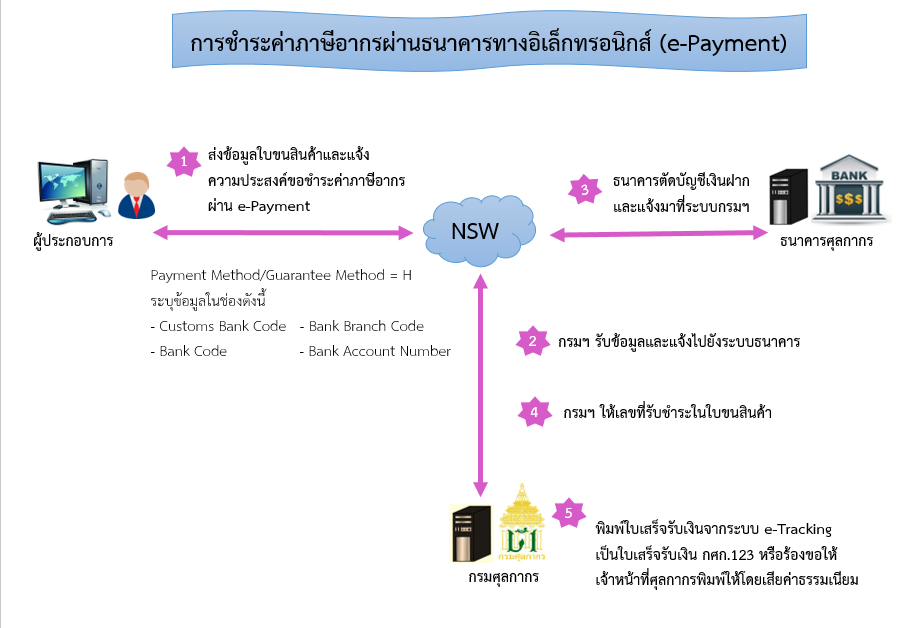 การชำระค่าภาษีอากรผ่านธนาคารทางอิเล็กทรอนิกส์ (e-Payment)
1
ส่งข้อมูลใบขนสินค้าและแจ้ง
ความประสงค์ขอชำระค่าภาษีอากร
ผ่าน e-Payment
3
ธนาคารตัดบัญชีเงินฝาก
และแจ้งมาที่ระบบกรมฯ
BANK
$$$
ผู้ประกอบการ
NSW
ธนาคารศุลกากร
Payment Method/Guarantee Method = H
ระบุข้อมูลในช่องดังนี้
- Customs Bank Code - Bank Branch Code
- Bank Code - Bank Account Number
2
กรมฯ รับข้อมูลและแจ้งไปยังระบบธนาคาร
4
กรมฯ ให้เลขที่รับชำระในใบขนสินค้า
5
พิมพ์ใบเสร็จรับเงินจากระบบ e-Tracking
เป็นใบเสร็จรับเงิน กศก.123 หรือร้องขอให้
เจ้าหน้าที่ศุลกากรพิมพ์ให้โดยเสียค่าธรรมเนียม
กรมศุลกากร
กรมศุลกากร